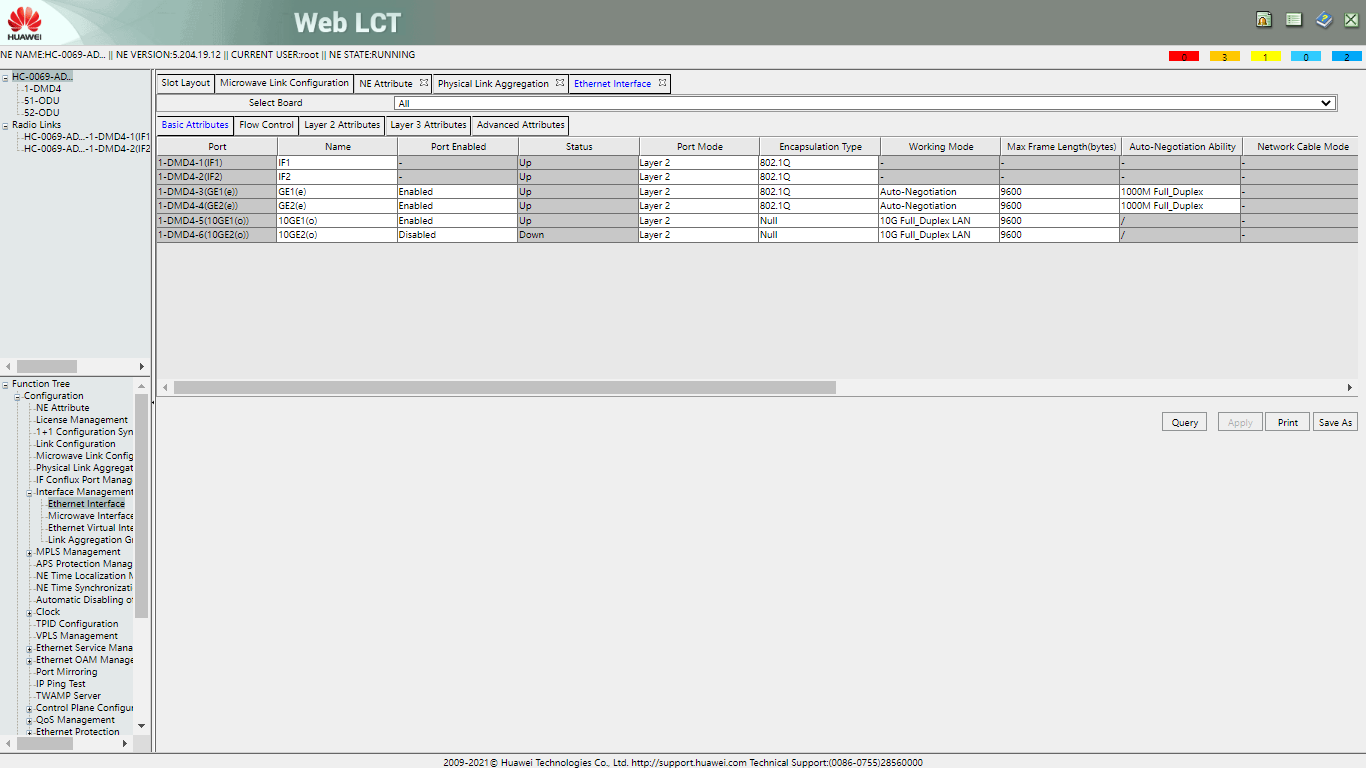 HUAWEI
Web LCT
NE NAME:HC-0069-AD... || NE VERSION:5.204.19.12 || CURRENT USER:root || NE STATE:RUNNING
0 3 1 0 2
HC-0069-AD...
1-DMD4
51-ODU
52-ODU
Radio Links
HC-0069-AD...-1-DMD4-1(IF1
HC-0069-AD...-1-DMD4-2(IF2
Slot Layout Microwave Link Configuration NE Attribute Physical Link Aggregation Ethernet Interface
Select Board All
Basic Attributes Flow Control Layer 2 Attributes Layer 3 Attributes Advanced Attributes
Port Name Port Enabled Status Port Mode Encapsulation Type Working Mode Max Frame Length(bytes) Auto-Negotiation Ability Network Cable Mode
1-DMD4-1(IF1) IF1 - Up Layer 2 802.1Q - - - -
1-DMD4-2(IF2) IF2 - Up Layer 2 802.1Q - - - -
1-DMD4-3(GE1(e)) GE1(e) Enabled Up Layer 2 802.1Q Auto-Negotiation 9600 1000M Full_Duplex -
1-DMD4-4(GE2(e)) GE2(e) Enabled Up Layer 2 802.1Q Auto-Negotiation 9600 1000M Full_Duplex -
1-DMD4-5(10GE1(o)) 10GE1(o) Enabled Up Layer 2 Null 10G Full_Duplex LAN 9600 / -
1-DMD4-6(10GE2(o)) 10GE2(o) Disabled Down Layer 2 Null 10G Full_Duplex LAN 9600 / -
Query Apply Print Save As
Function Tree
Configuration
NE Attribute
License Management
1+1 Configuration Syn
Link Configuration
Microwave Link Config
Physical Link Aggregat
IF Conflux Port Manag
Interface Management
Ethernet Interface
Microwave Interface
Ethernet Virtual Inte
Link Aggregation Gr
MPLS Management
APS Protection Manag
NE Time Localization M
NE Time Synchronizati
Automatic Disabling of
Clock
TPID Configuration
VPLS Management
Ethernet Service Mana
Ethernet OAM Manage
Port Mirroring
IP Ping Test
TWAMP Server
Control Plane Configur
QoS Management
Ethernet Protection
2009-2021© Huawei Technologies Co., Ltd. http://support.huawei.com Technical Support:(0086-0755)28560000